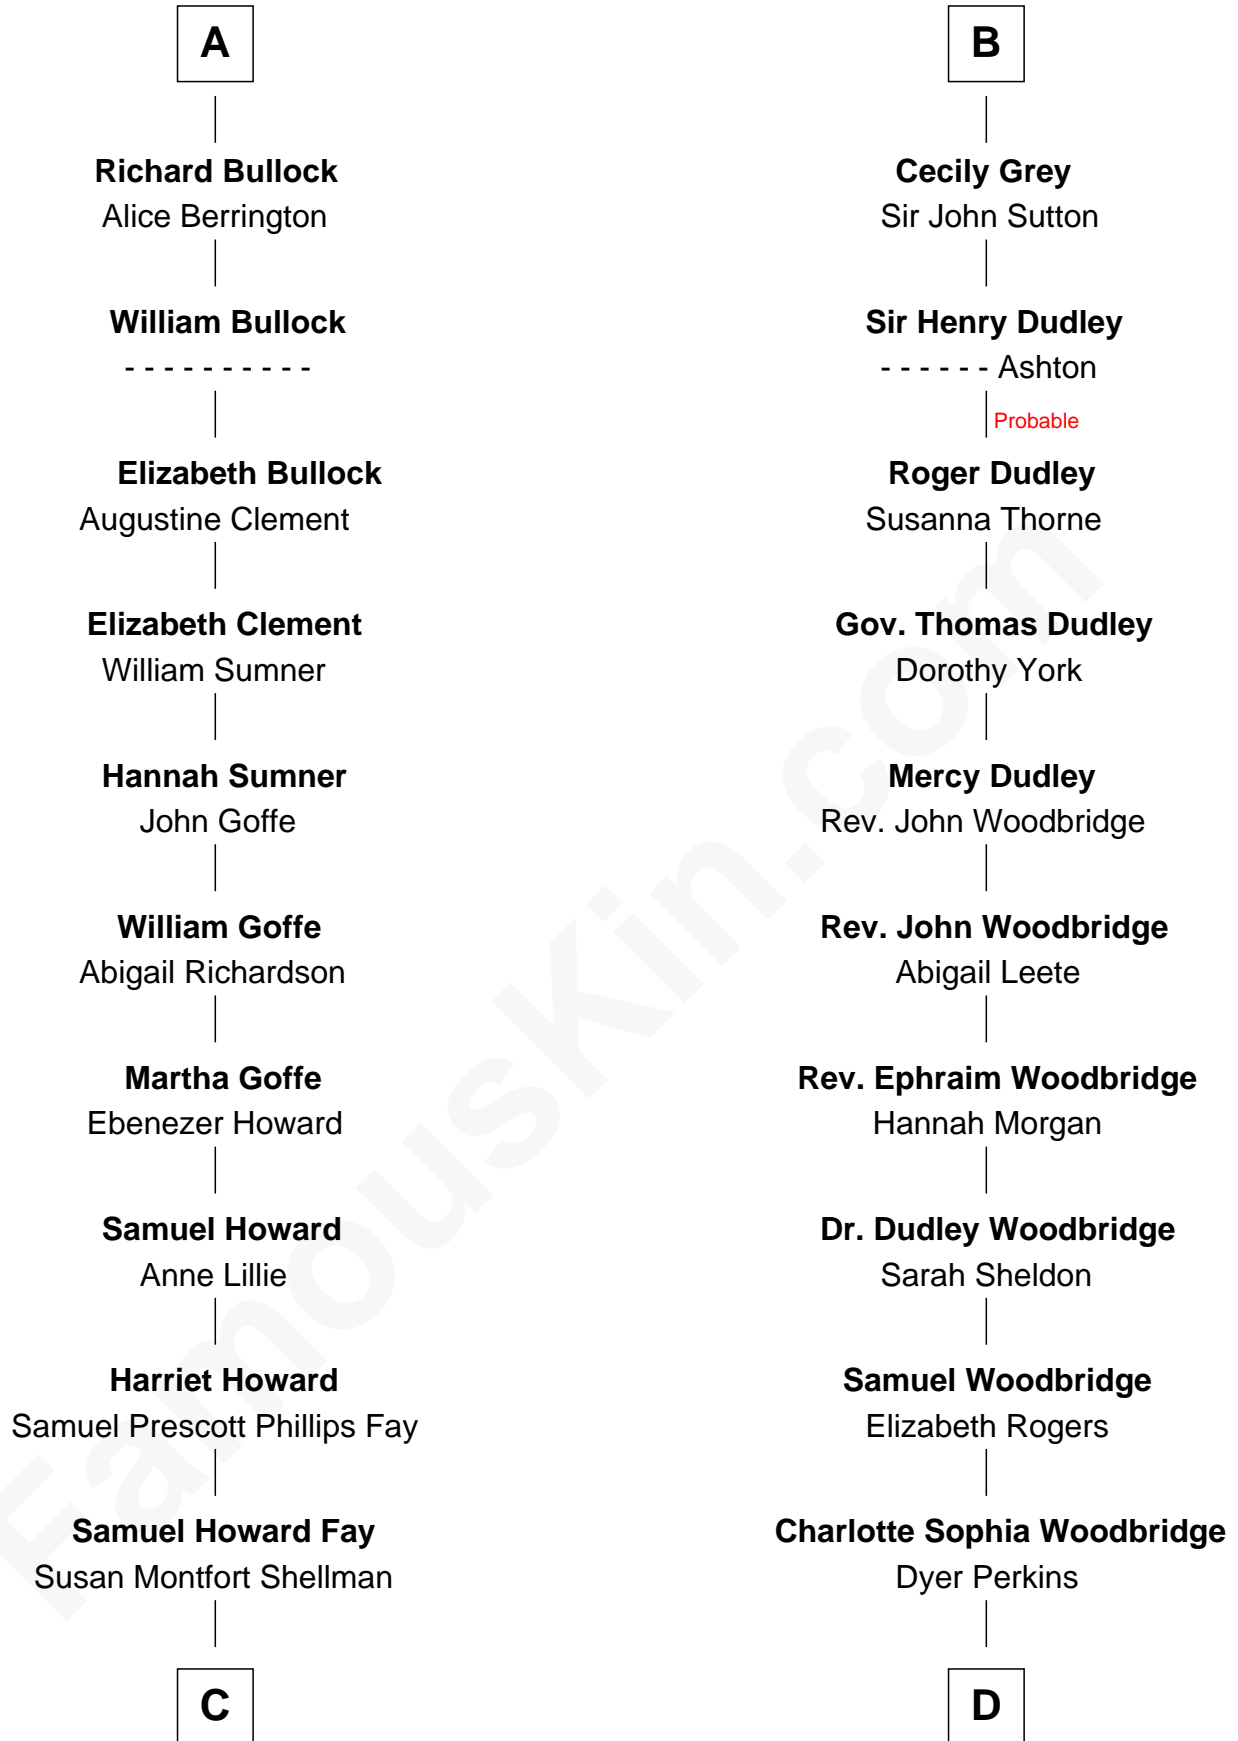 A
Richard Bullock
Alice Berrington
William Bullock
- - - - - - - - - -
Elizabeth Bullock
Augustine Clement
Elizabeth Clement
William Sumner
Hannah Sumner
John Goffe
William Goffe
Abigail Richardson
Martha Goffe
Ebenezer Howard
Samuel Howard
Anne Lillie
Harriet Howard
Samuel Prescott Phillips Fay
Samuel Howard Fay
Susan Montfort Shellman
C
B
Cecily Grey
Sir John Sutton
Sir Henry Dudley
- - - - - - Ashton
Probable
Roger Dudley
Susanna Thorne
Gov. Thomas Dudley
Dorothy York
Mercy Dudley
Rev. John Woodbridge
Rev. John Woodbridge
Abigail Leete
Rev. Ephraim Woodbridge
Hannah Morgan
Dr. Dudley Woodbridge
Sarah Sheldon
Samuel Woodbridge
Elizabeth Rogers
Charlotte Sophia Woodbridge
Dyer Perkins
D
FamousKin.com